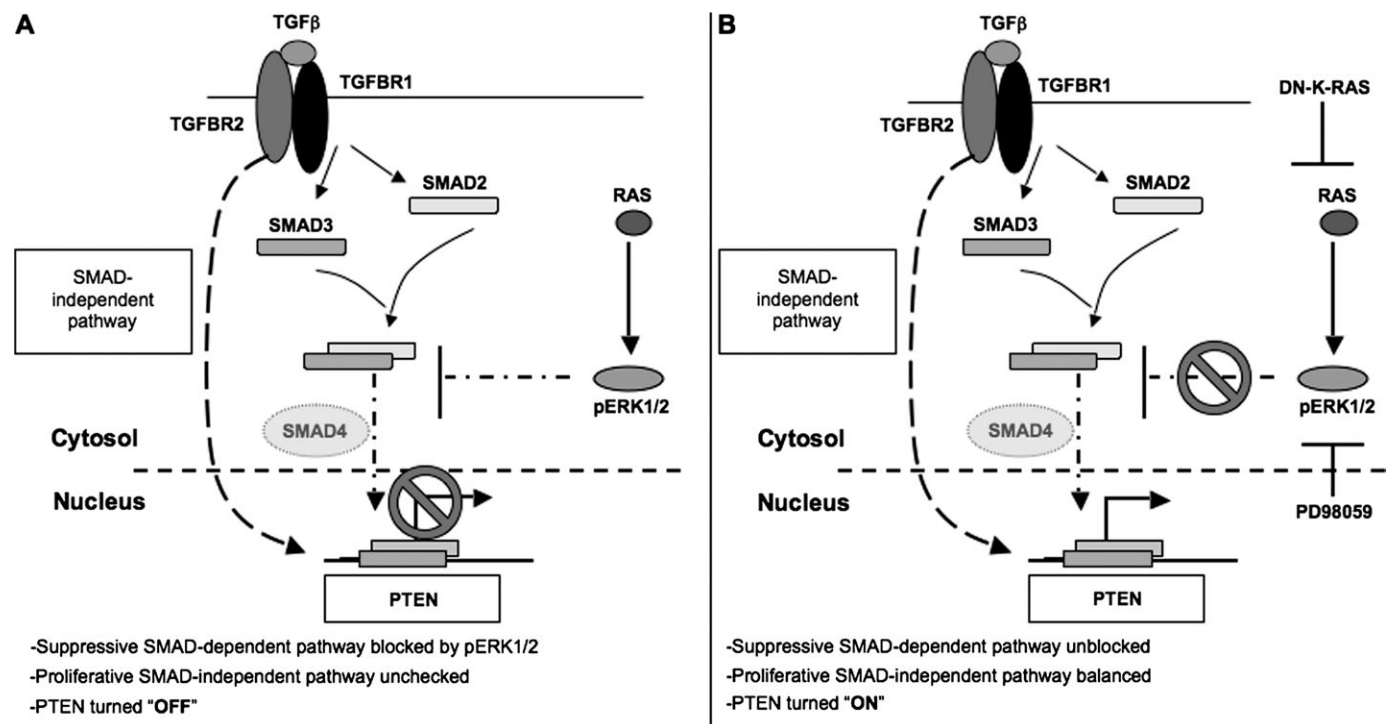 A
TGFβ
TGFBR1
TGFBR2
SMAD2
RAS
SMAD3
SMAD-
independent
pathway
pERK1/2
SMAD4
Cytosol
Nucleus
PTEN
-Suppressive SMAD-dependent pathway blocked by pERK1/2
-Proliferative SMAD-independent pathway unchecked
-PTEN turned "OFF"
B
TGFβ
TGFBR1
DN-K-RAS
TGFBR2
SMAD2
RAS
SMAD3
SMAD-
independent
pathway
pERK1/2
SMAD4
Cytosol
Nucleus
PD98059
PTEN
-Suppressive SMAD-dependent pathway unblocked
-Proliferative SMAD-independent pathway balanced
-PTEN turned "ON"